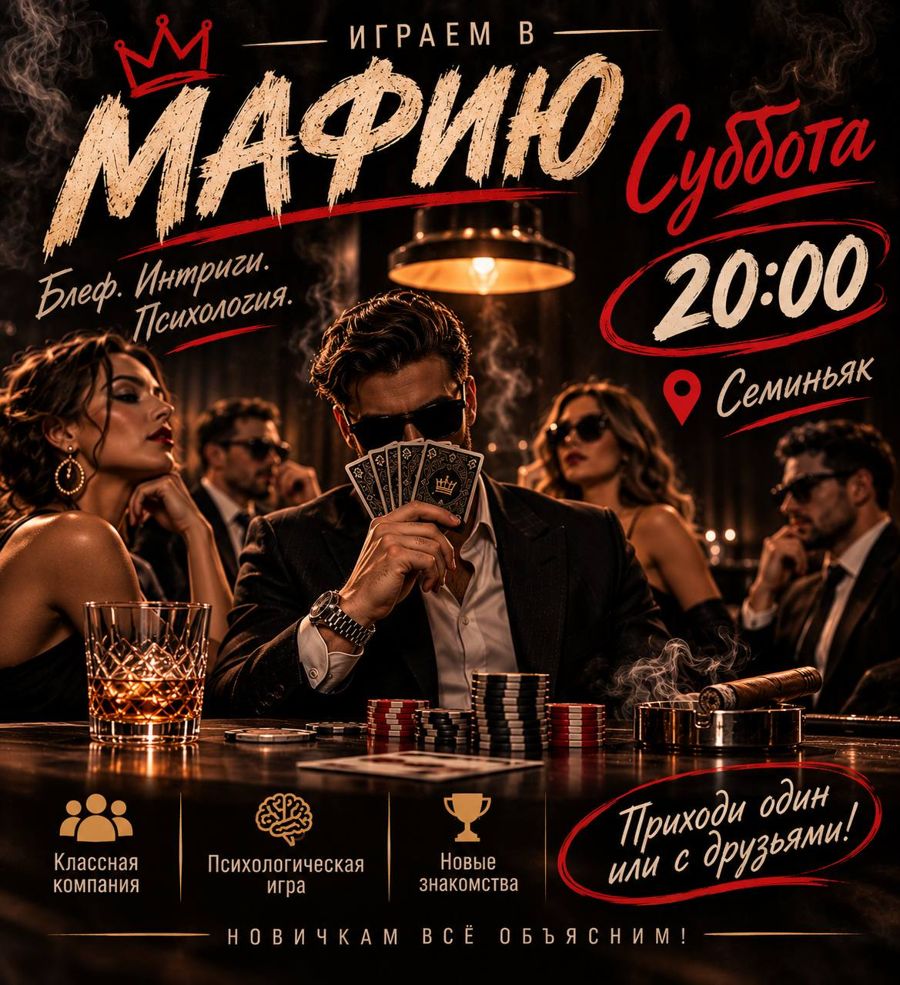 ИГРАЕМ В
МАФИЮ
Блеф. Интриги.
Психология.
Суббота
20:00
Семиньяк
Классная
компания
Психологическая
игра
Новые
знакомства
Приходи один
или с друзьями!
НОВИЧКАМ ВСЁ ОБЪЯСНИМ!